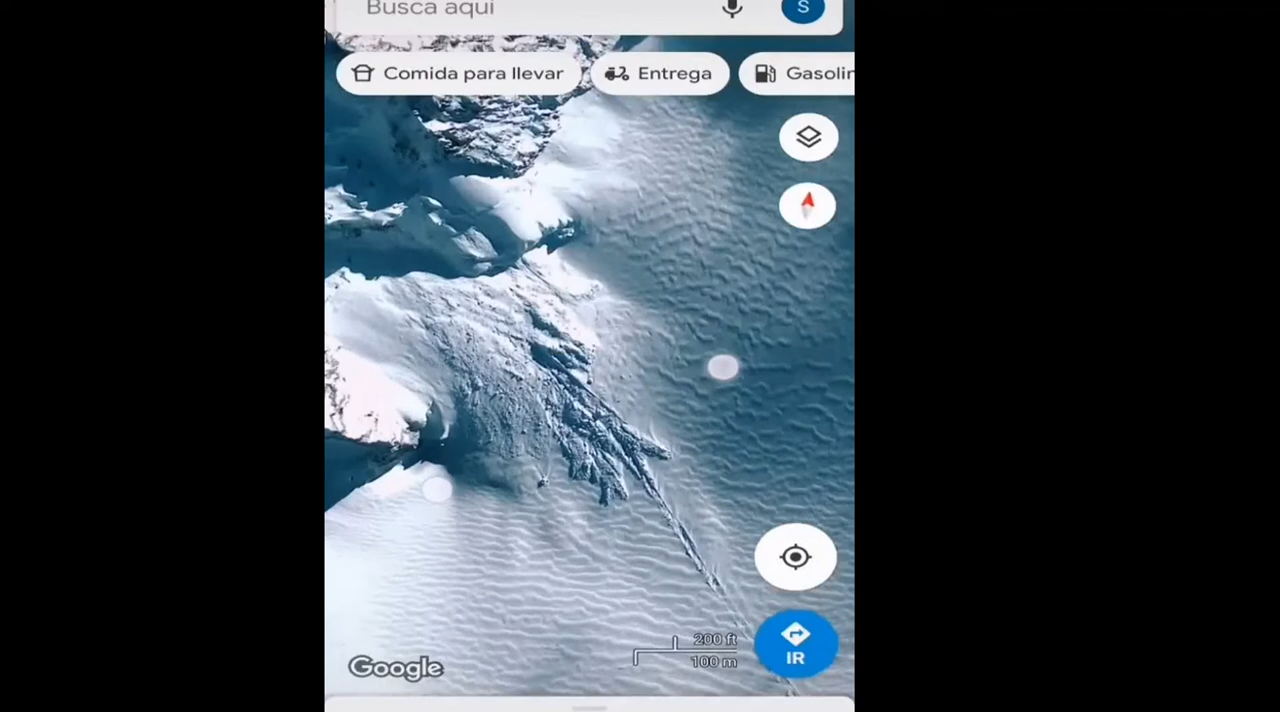 Busca aquí
S
Comida para llevar
Entrega
Gasolin
200 ft
100 m
IR
Google